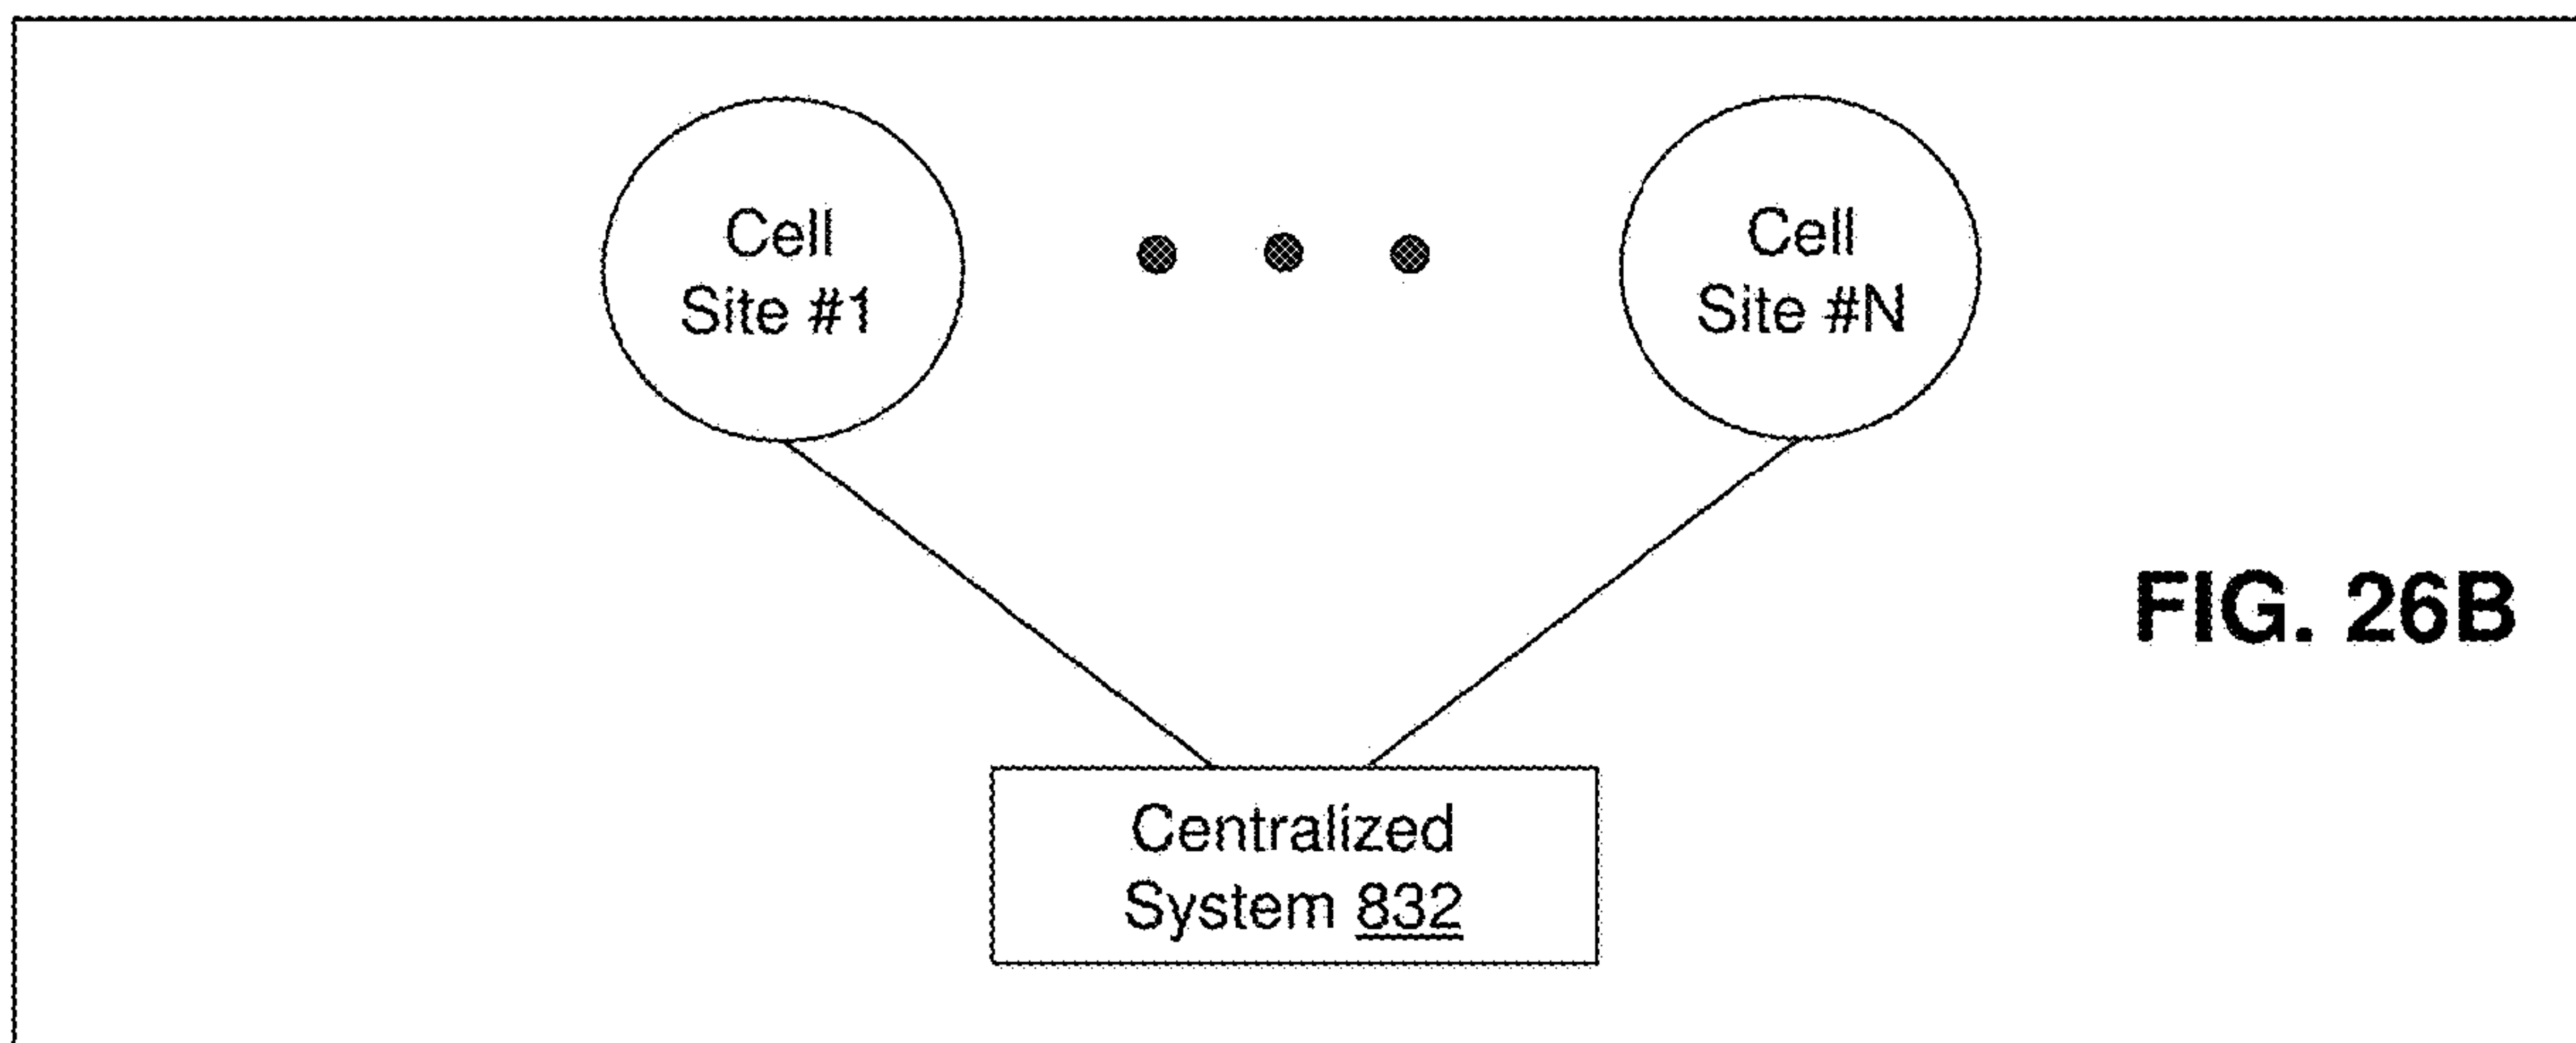 Cell
Site #1
Cell
Site #N
FIG. 26B
Centralized
System 832